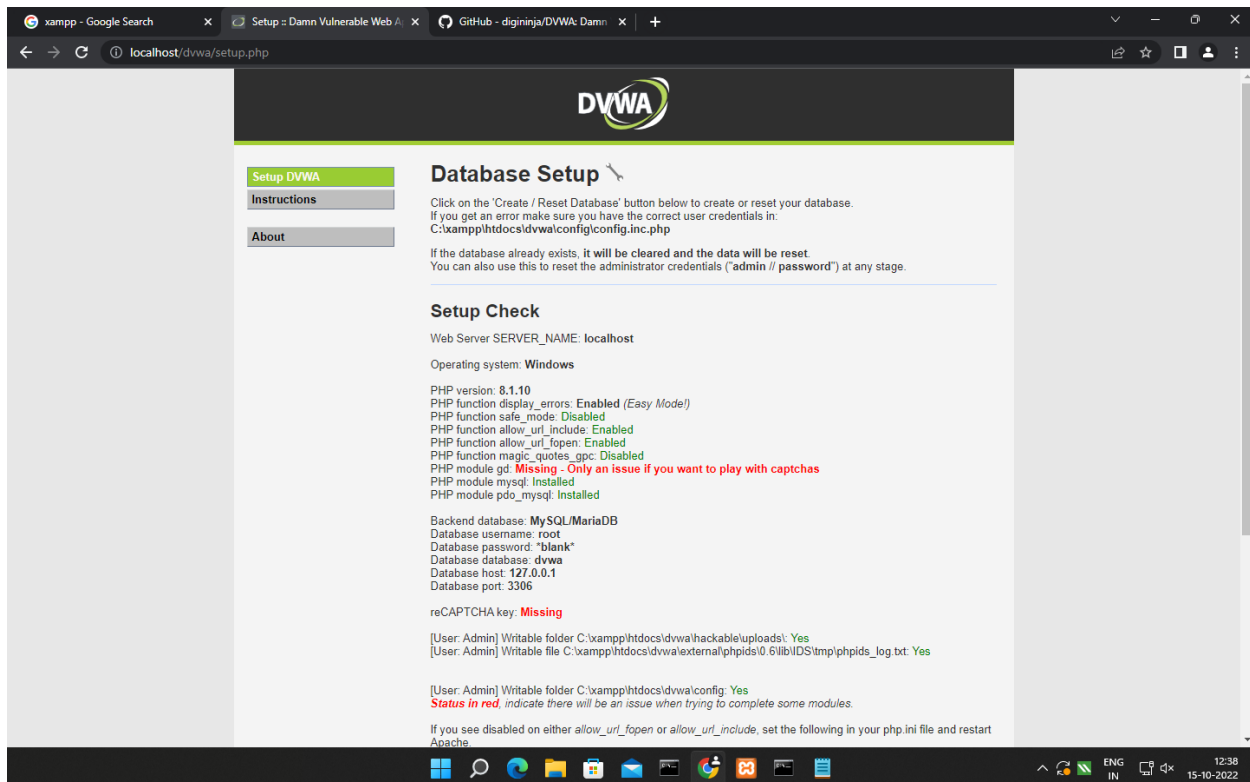 xampp - Google Search
Setup :: Damn Vulnerable Web A
GitHub - digininja/DVWA: Damn
localhost/dvwa/setup.php
DVWA
Setup DVWA
Instructions
About
Database Setup
Click on the 'Create / Reset Database' button below to create or reset your database.
If you get an error make sure you have the correct user credentials in:
C:\xampp\htdocs\dvwa\config\config.inc.php
If the database already exists, it will be cleared and the data will be reset.
You can also use this to reset the administrator credentials ("admin // password") at any stage.
Setup Check
Web Server SERVER_NAME: localhost
Operating system: Windows
PHP version: 8.1.10
PHP function display_errors: Enabled (Easy Mode!)
PHP function safe_mode: Disabled
PHP function allow_url_include: Enabled
PHP function allow_url_fopen: Enabled
PHP function magic_quotes_gpc: Disabled
PHP module gd: Missing - Only an issue if you want to play with captchas
PHP module mysql: Installed
PHP module pdo_mysql: Installed
Backend database: MySQL/MariaDB
Database username: root
Database password: *blank*
Database database: dvwa
Database host: 127.0.0.1
Database port: 3306
reCAPTCHA key: Missing
[User: Admin] Writable folder C:\xampp\htdocs\dvwa\hackable\uploads\: Yes
[User: Admin] Writable file C:\xampp\htdocs\dvwa\external\phpids\0.6\lib\IDS\tmp\phpids_log.txt: Yes
[User: Admin] Writable folder C:\xampp\htdocs\dvwa\config: Yes
Status in red, indicate there will be an issue when trying to complete some modules.
If you see disabled on either allow_url_fopen or allow_url_include, set the following in your php.ini file and restart
Apache.
ENG
IN
12:38
15-10-2022